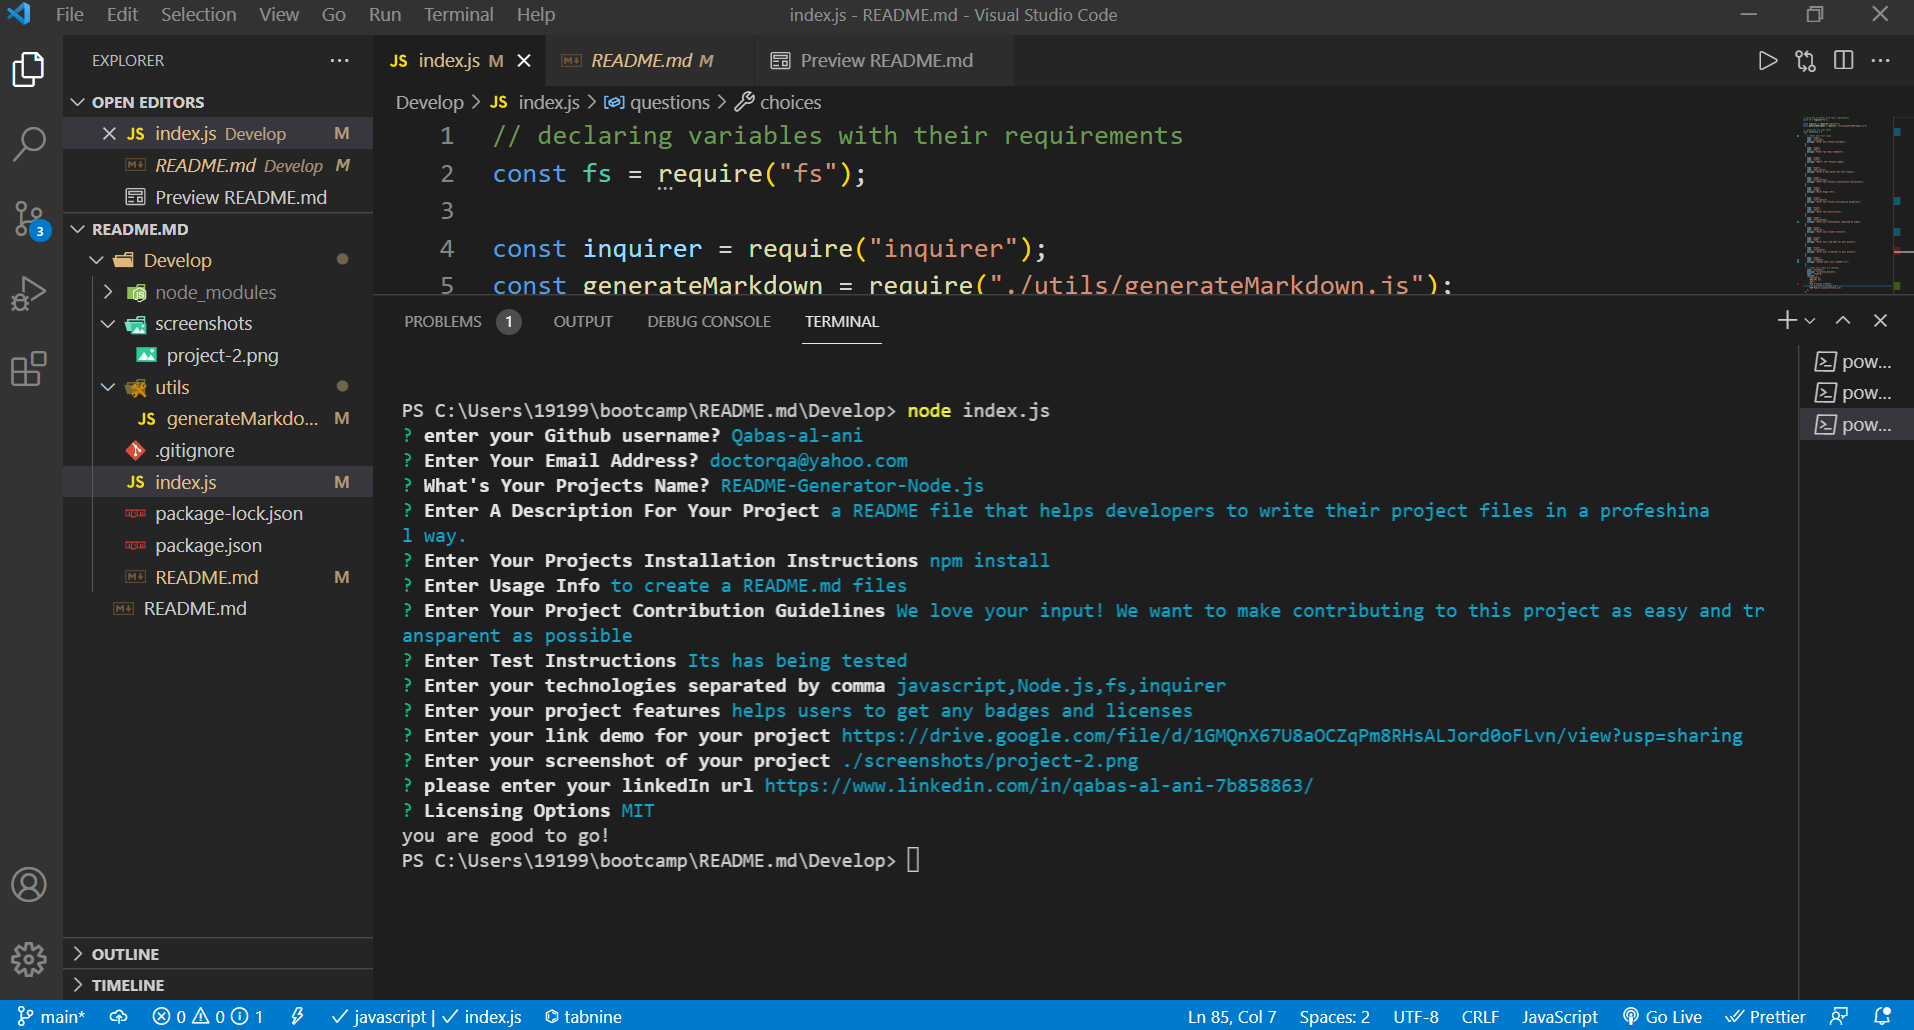 File Edit Selection View Go Run Terminal Help
index.js - README.md - Visual Studio Code
EXPLORER
OPEN EDITORS
JS index.js Develop M
README.md Develop M
Preview README.md
README.MD
Develop
node_modules
screenshots
project-2.png
utils
JS generateMarkdo... M
.gitignore
JS index.js M
package-lock.json
package.json
README.md M
README.md
OUTLINE
TIMELINE
3
JS index.js M
README.md M
Preview README.md
Develop > JS index.js > questions > choices
1 // declaring variables with their requirements
2 const fs = require("fs");
3
4 const inquirer = require("inquirer");
5 const generateMarkdown = require("./utils/generateMarkdown.js");
PROBLEMS 1 OUTPUT DEBUG CONSOLE TERMINAL
pow...
pow...
pow...
PS C:\Users\19199\bootcamp\README.md\Develop> node index.js
? enter your Github username? Qabas-al-ani
? Enter Your Email Address? doctorqa@yahoo.com
? What's Your Projects Name? README-Generator-Node.js
? Enter A Description For Your Project a README file that helps developers to write their project files in a profeshina
l way.
? Enter Your Projects Installation Instructions npm install
? Enter Usage Info to create a README.md files
? Enter Your Project Contribution Guidelines We love your input! We want to make contributing to this project as easy and tr
ansparent as possible
? Enter Test Instructions Its has being tested
? Enter your technologies separated by comma javascript,Node.js,fs,inquirer
? Enter your project features helps users to get any badges and licenses
? Enter your link demo for your project https://drive.google.com/file/d/1GMQnX67U8aOCZqPm8RHsALJord0oFLvn/view?usp=sharing
? Enter your screenshot of your project ./screenshots/project-2.png
? please enter your linkedIn url https://www.linkedin.com/in/qabas-al-ani-7b858863/
? Licensing Options MIT
you are good to go!
PS C:\Users\19199\bootcamp\README.md\Develop>
main* 0 0 1 javascript | index.js tabnine
Ln 85, Col 7 Spaces: 2 UTF-8 CRLF JavaScript Go Live Prettier